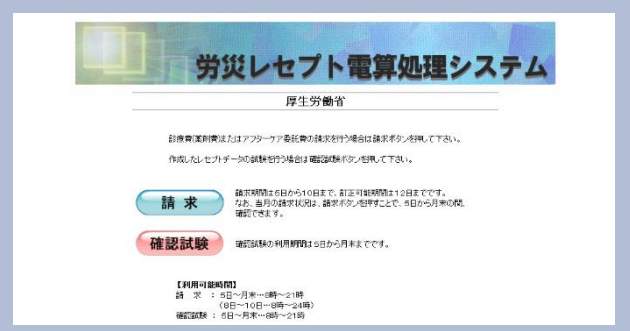 労災レセプト電算処理システム
厚生労働省
診療費(薬剤費)またはアフターケア委託費の請求を行う場合は請求ボタンを押して下さい。
作成したレセプトデータの試験を行う場合は確認試験ボタンを押して下さい。
請 求
請求期間は5日から10日まで、訂正可能期間は12日までです。
なお、当月の請求状況は、請求ボタンを押すことで、5日から月末の間、
確認できます。
確認試験
確認試験の利用期間は5日から月末までです。
【利用可能時間】
請 求 : 5日～月末…8時～21時
(8日～10日…8時～24時)
確認試験 : 5日～月末…8時～21時